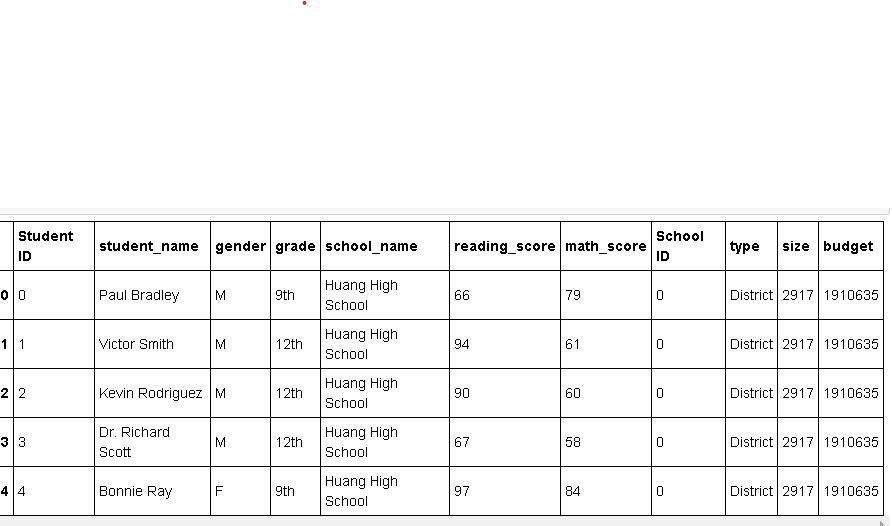 Student ID student_name gender grade school_name reading_score math_score School ID type size budget
0 0 Paul Bradley M 9th Huang High School 66 79 0 District 2917 1910635
1 1 Victor Smith M 12th Huang High School 94 61 0 District 2917 1910635
2 2 Kevin Rodriguez M 12th Huang High School 90 60 0 District 2917 1910635
3 3 Dr. Richard Scott M 12th Huang High School 67 58 0 District 2917 1910635
4 4 Bonnie Ray F 9th Huang High School 97 84 0 District 2917 1910635